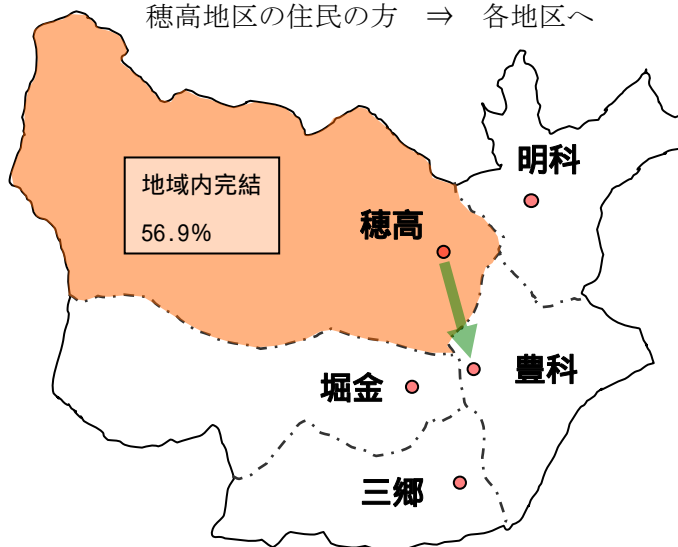 穂高地区の住民の方 ⇒ 各地区へ
明科
地域内完結
56.9%
穂高
豊科
堀金
三郷